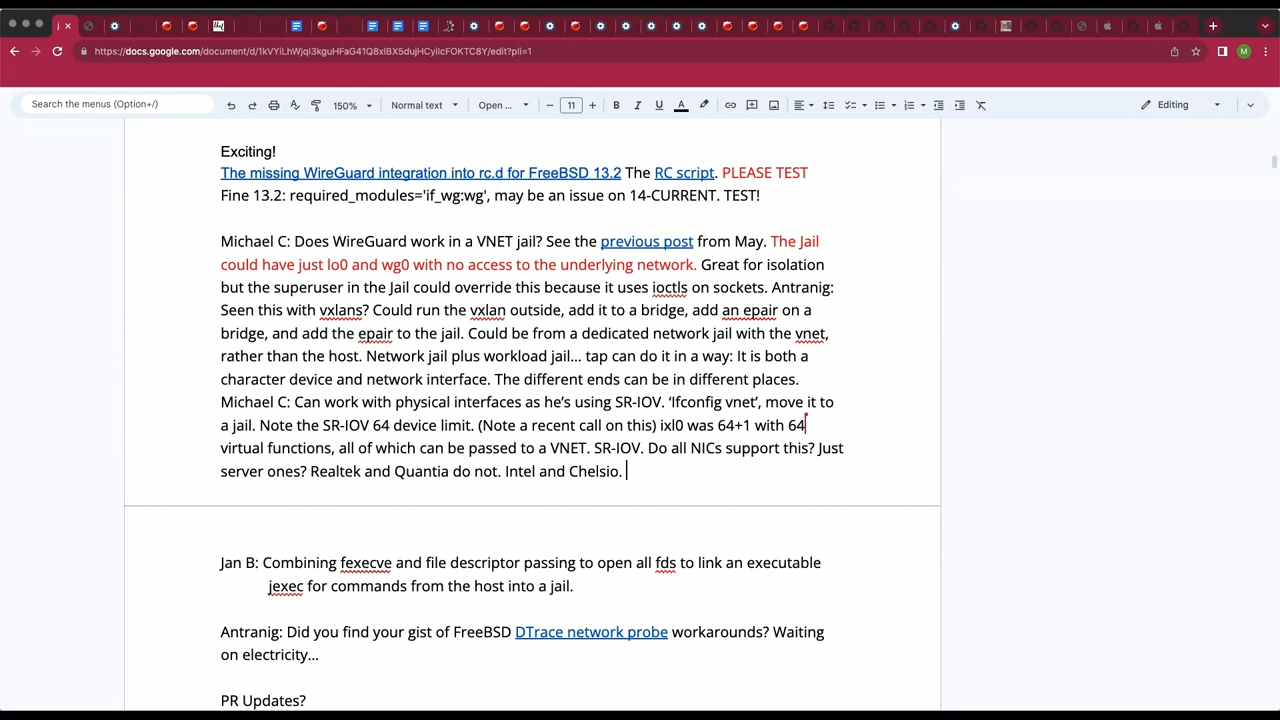 https://docs.google.com/document/d/1kVYiLhWjqI3kguHFaG41Q8xlBX5dujHCyilcFOKTC8Y/edit?pli=1
M
Search the menus (Option+/)
150%
Normal text
Open ...
11
B
I
U
A
Editing
Exciting!
The missing WireGuard integration into rc.d for FreeBSD 13.2 The RC script. PLEASE TEST
Fine 13.2: required_modules='if_wg:wg', may be an issue on 14-CURRENT. TEST!
Michael C: Does WireGuard work in a VNET jail? See the previous post from May. The Jail
could have just lo0 and wg0 with no access to the underlying network. Great for isolation
but the superuser in the Jail could override this because it uses ioctls on sockets. Antranig:
Seen this with vxlans? Could run the vxlan outside, add it to a bridge, add an epair on a
bridge, and add the epair to the jail. Could be from a dedicated network jail with the vnet,
rather than the host. Network jail plus workload jail... tap can do it in a way: It is both a
character device and network interface. The different ends can be in different places.
Michael C: Can work with physical interfaces as he's using SR-IOV. 'Ifconfig vnet', move it to
a jail. Note the SR-IOV 64 device limit. (Note a recent call on this) ixl0 was 64+1 with 64
virtual functions, all of which can be passed to a VNET. SR-IOV. Do all NICs support this? Just
server ones? Realtek and Quantia do not. Intel and Chelsio.
Jan B: Combining fexecve and file descriptor passing to open all fds to link an executable
jexec for commands from the host into a jail.
Antranig: Did you find your gist of FreeBSD DTrace network probe workarounds? Waiting
on electricity...
PR Updates?